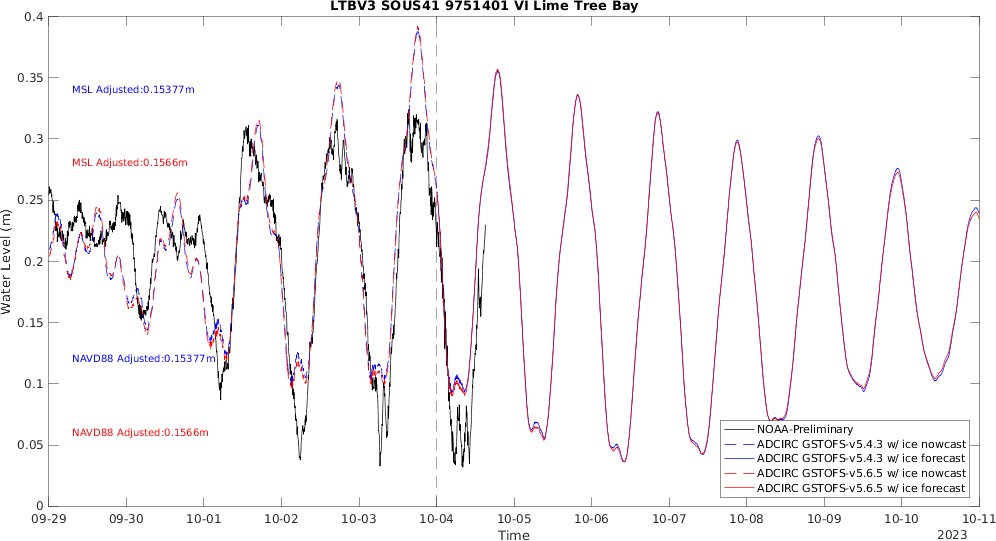 LTBV3 SOUS41 9751401 VI Lime Tree Bay
0.4
0.35
0.3
0.25
0.2
0.15
0.1
0.05
0
Water Level (m)
MSL Adjusted:0.15377m
MSL Adjusted:0.1566m
NAVD88 Adjusted:0.15377m
NAVD88 Adjusted:0.1566m
NOAA-Preliminary
ADCIRC GSTOFS-v5.4.3 w/ ice nowcast
ADCIRC GSTOFS-v5.4.3 w/ ice forecast
ADCIRC GSTOFS-v5.6.5 w/ ice nowcast
ADCIRC GSTOFS-v5.6.5 w/ ice forecast
09-29 09-30 10-01 10-02 10-03 10-04 10-05 10-06 10-07 10-08 10-09 10-10 10-11
Time
2023